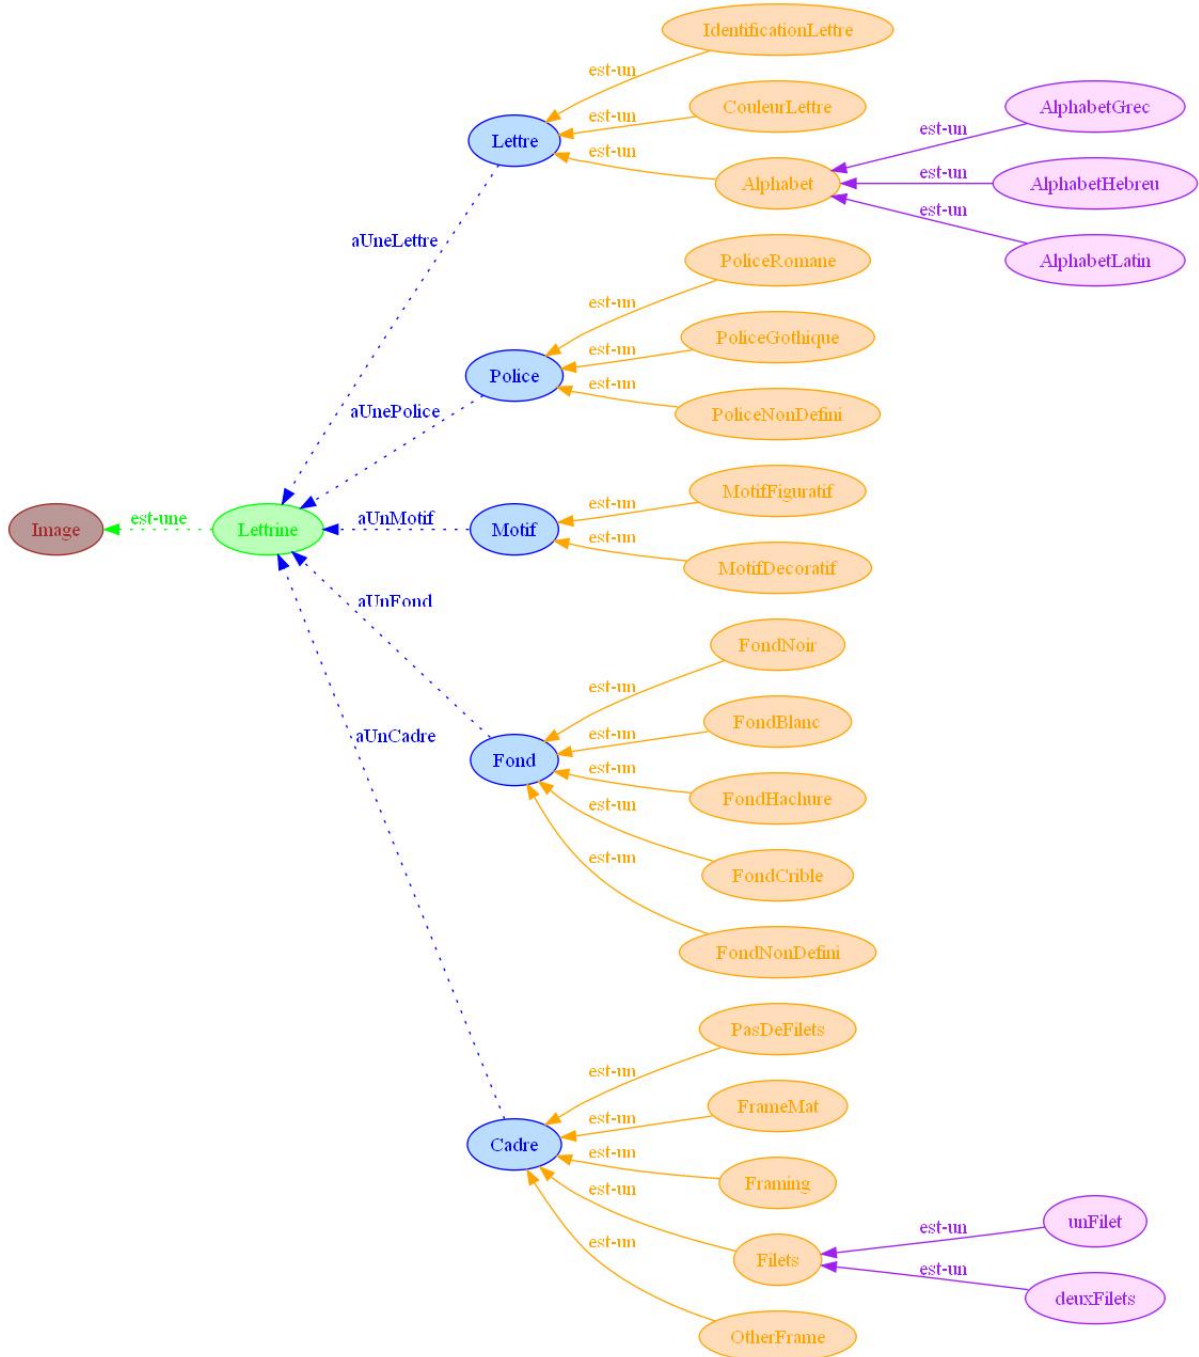 IdentificationLettre
est-un
CouleurLettre
est-un
Lettre
est-un
Alphabet
AlphabetGrec
est-un
est-un
AlphabetHebreu
est-un
AlphabetLatin
aUneLettre
PoliceRomane
est-un
PoliceGothique
est-un
Police
est-un
PoliceNonDefini
aUnePolice
Image
est-une
Lettrine
aUnMotif
Motif
MotifFiguratif
est-un
est-un
MotifDecoratif
aUnFond
FondNoir
est-un
FondBlanc
est-un
Fond
est-un
FondHachure
est-un
FondCrible
est-un
FondNonDefini
aUnCadre
PasDeFilets
est-un
FrameMat
est-un
Cadre
est-un
Framing
est-un
Filets
est-un
OtherFrame
unFilet
est-un
est-un
deuxFilets